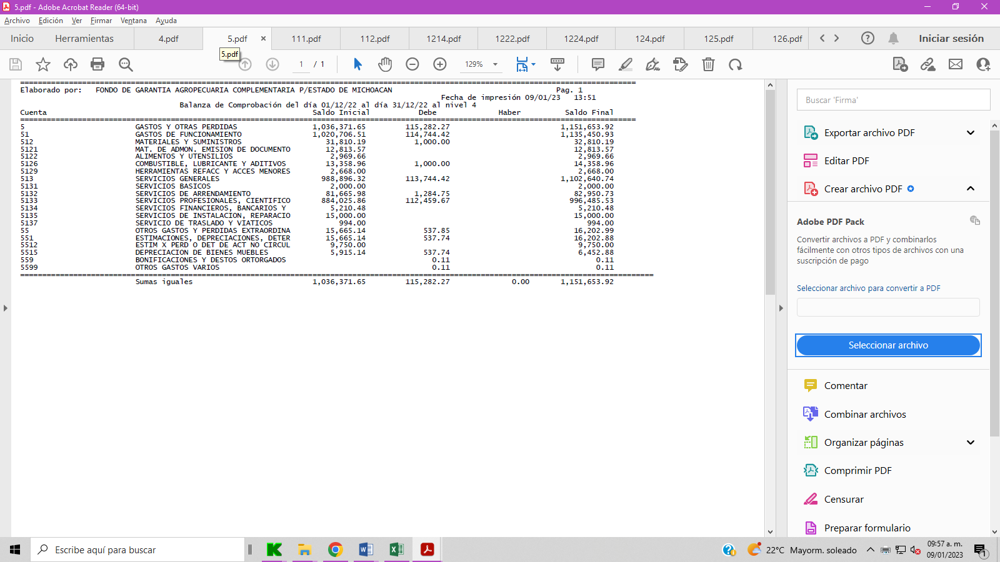 5.pdf - Adobe Acrobat Reader (64-bit)
Archivo Edición Ver Firmar Ventana Ayuda
Inicio Herramientas 4.pdf 5.pdf × 111.pdf 112.pdf 1214.pdf 1222.pdf 1224.pdf 124.pdf 125.pdf 126.pdf Iniciar sesión
5.pdf
1 / 1 129%
Elaborado por: FONDO DE GARANTIA AGROPECUARIA COMPLEMENTARIA P/ESTADO DE MICHOACAN Pag. 1
Fecha de impresión 09/01/23 13:51
Balanza de Comprobación del día 01/12/22 al día 31/12/22 al nivel 4
Cuenta Saldo Inicial Debe Haber Saldo Final
5 GASTOS Y OTRAS PERDIDAS 1,036,371.65 115,282.27 1,151,653.92
51 GASTOS DE FUNCIONAMIENTO 1,020,706.51 114,744.42 1,135,450.93
512 MATERIALES Y SUMINISTROS 31,810.19 1,000.00 32,810.19
5121 MAT. DE ADMON. EMISION DE DOCUMENTO 12,813.57 12,813.57
5122 ALIMENTOS Y UTENSILIOS 2,969.66 2,969.66
5126 COMBUSTIBLE, LUBRICANTE Y ADITIVOS 13,358.96 1,000.00 14,358.96
5129 HERRAMIENTAS REFACC Y ACCES MENORES 2,668.00 2,668.00
513 SERVICIOS GENERALES 988,896.32 113,744.42 1,102,640.74
5131 SERVICIOS BASICOS 2,000.00 2,000.00
5132 SERVICIOS DE ARRENDAMIENTO 81,665.98 1,284.75 82,950.73
5133 SERVICIOS PROFESIONALES, CIENTIFICO 884,025.86 112,459.67 996,485.53
5134 SERVICIOS FINANCIEROS, BANCARIOS Y 5,210.48 5,210.48
5135 SERVICIOS DE INSTALACION, REPARACIO 15,000.00 15,000.00
5137 SERVICIO DE TRASLADO Y VIATICOS 994.00 994.00
55 OTROS GASTOS Y PERDIDAS EXTRAORDINA 15,665.14 537.85 16,202.99
551 ESTIMACIONES, DEPRECIACIONES, DETER 15,665.14 537.74 16,202.88
5512 ESTIM X PERD O DET DE ACT NO CIRCUL 9,750.00 9,750.00
5515 DEPRECIACION DE BIENES MUEBLES 5,915.14 537.74 6,452.88
559 BONIFICACIONES Y DESTOS ORTORGADOS 0.11 0.11
5599 OTROS GASTOS VARIOS 0.11 0.11
Sumas iguales 1,036,371.65 115,282.27 0.00 1,151,653.92
Buscar 'Firma'
Exportar archivo PDF
Editar PDF
Crear archivo PDF
Adobe PDF Pack
Convertir archivos a PDF y combinarlos
fácilmente con otros tipos de archivos con una
suscripción de pago
Seleccionar archivo para convertir a PDF
Seleccionar archivo
Comentar
Combinar archivos
Organizar páginas
Comprimir PDF
Censurar
Preparar formulario
Escribe aquí para buscar
22°C Mayorm. soleado
09:57 a. m.
09/01/2023
1